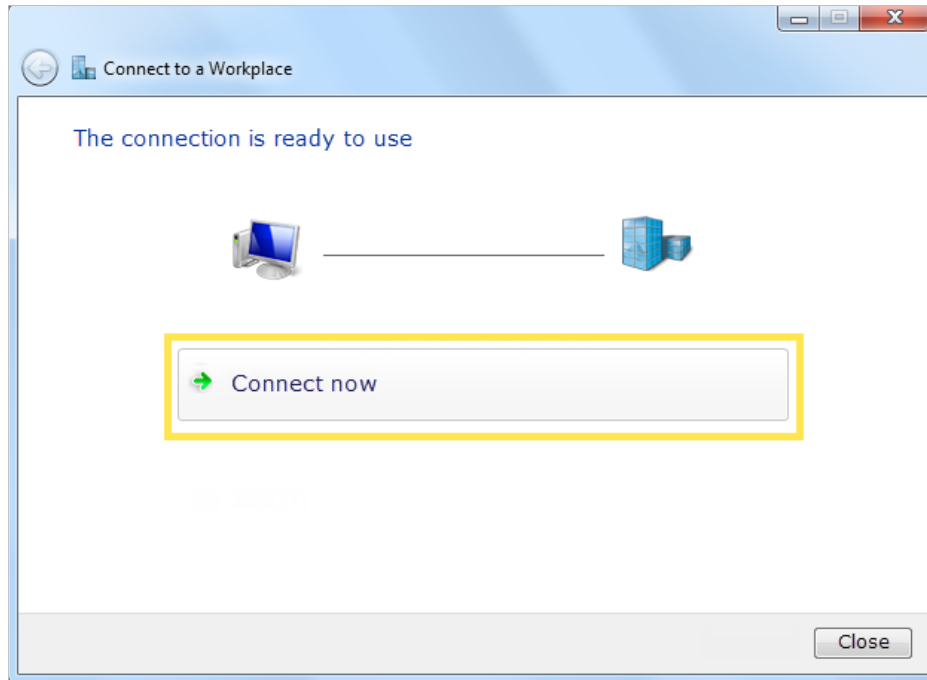 Connect to a Workplace
The connection is ready to use
Connect now
Close